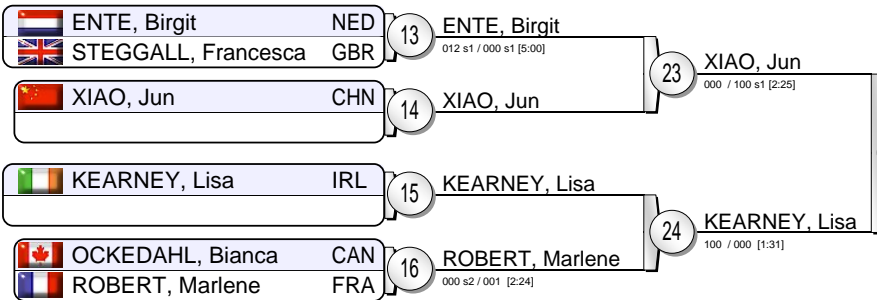 ENTE, Birgit NED
STEGGALL, Francesca GBR
13
ENTE, Birgit
012 s1 / 000 s1 [5:00]
XIAO, Jun CHN
14
XIAO, Jun
23
XIAO, Jun
000 / 100 s1 [2:25]
KEARNEY, Lisa IRL
15
KEARNEY, Lisa
OCKEDAHL, Bianca CAN
ROBERT, Marlene FRA
16
ROBERT, Marlene
000 s2 / 001 [2:24]
24
KEARNEY, Lisa
100 / 000 [1:31]